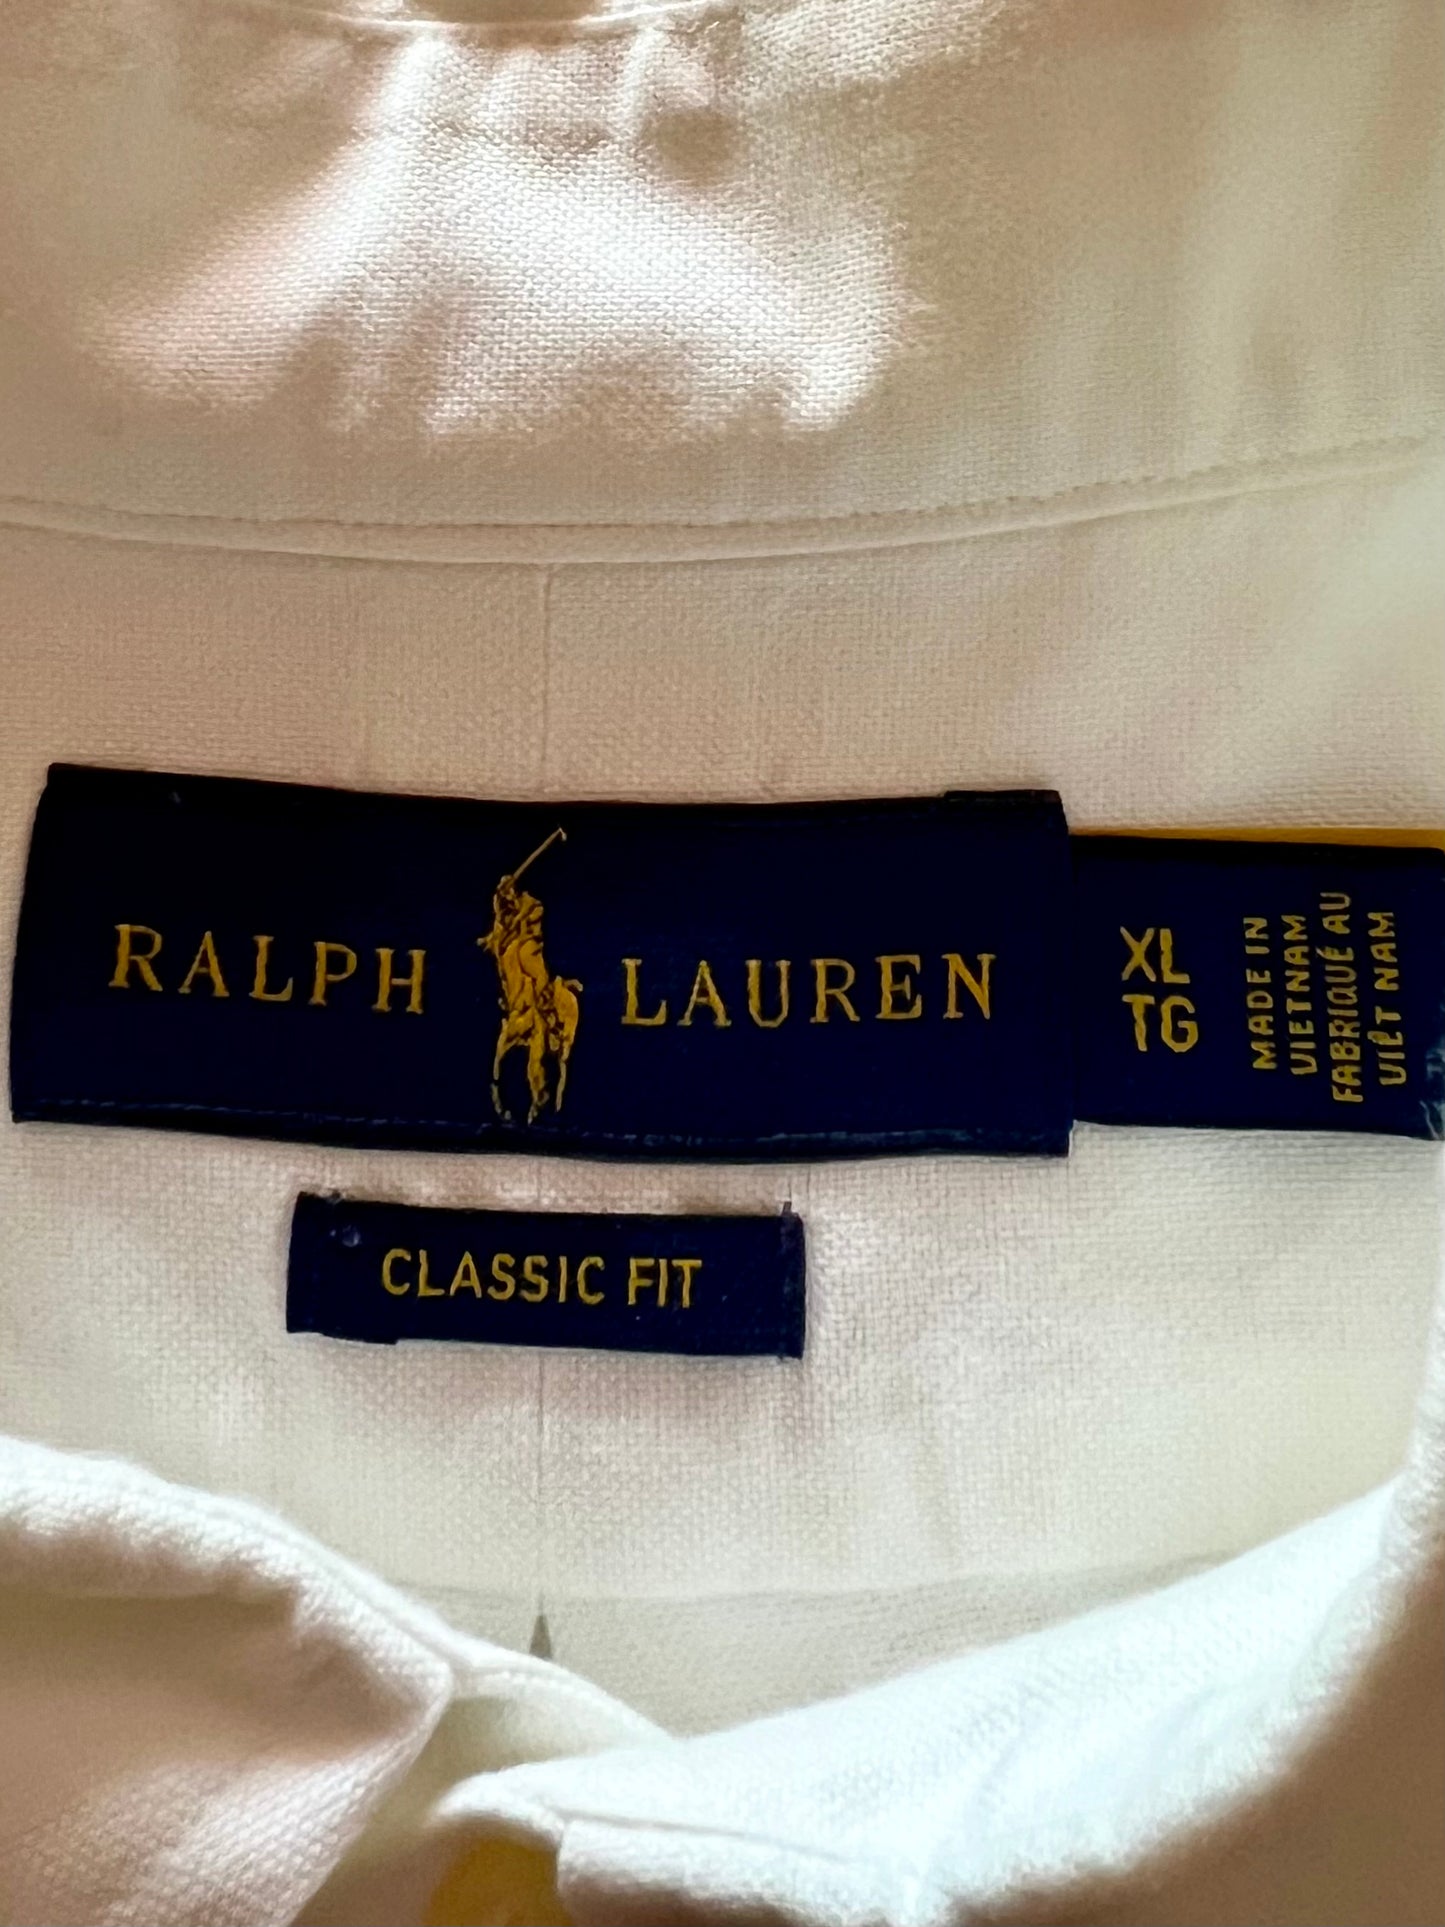 RALPH LAUREN
XL
TG
MADE IN
VIETNAM
FABRIQUÉ AU
VIÊT NAM
CLASSIC FIT